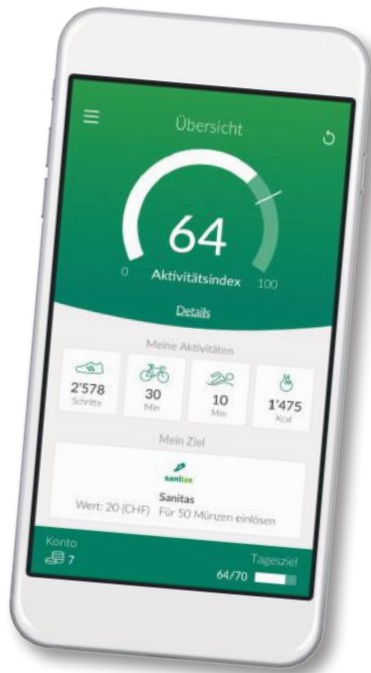 Übersicht
64
0 Aktivitätsindex 100
Details
Meine Aktivitäten
2'578 30 10 1'475
Schritte Min Min Kcal
Mein Ziel
sanitas
Sanitas
Wert: 20 (CHF) Für 50 Münzen einlösen
Konto Tagesziel
7 64/70